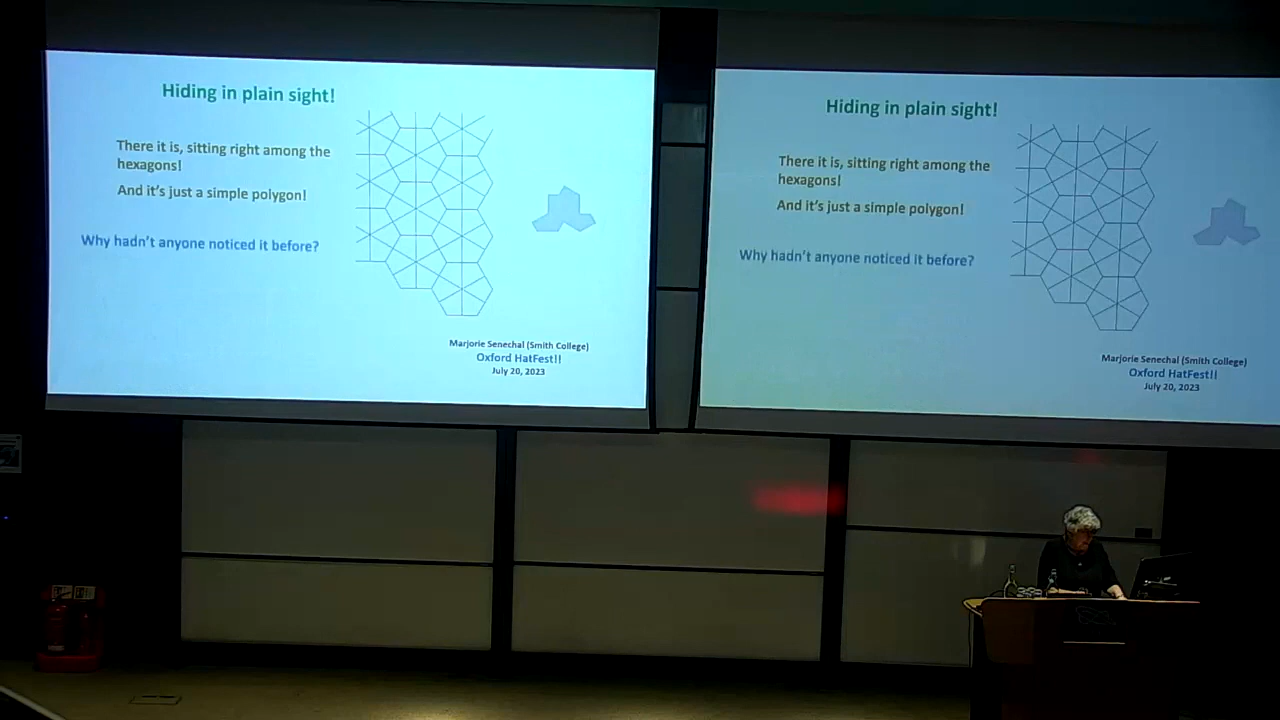 Hiding in plain sight!
There it is, sitting right among the
hexagons!
And it's just a simple polygon!
Why hadn't anyone noticed it before?
Marjorie Senechal (Smith College)
Oxford HatFest!!
July 20, 2023
Hiding in plain sight!
There it is, sitting right among the
hexagons!
And it's just a simple polygon!
Why hadn't anyone noticed it before?
Marjorie Senechal (Smith College)
Oxford HatFest!!
July 20, 2023